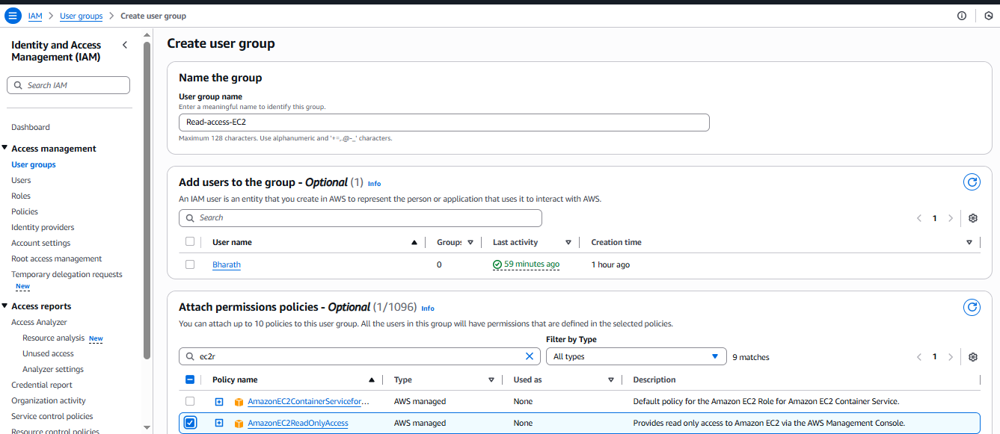 IAM > User groups > Create user group
Identity and Access
Management (IAM)
Search IAM
Dashboard
Access management
User groups
Users
Roles
Policies
Identity providers
Account settings
Root access management
Temporary delegation requests
New
Access reports
Access Analyzer
Resource analysis New
Unused access
Analyzer settings
Credential report
Organization activity
Service control policies
Resource control policies
Create user group
Name the group
User group name
Enter a meaningful name to identify this group.
Read-access-EC2
Maximum 128 characters. Use alphanumeric and '+=,.@-_' characters.
Add users to the group - Optional (1) Info
An IAM user is an entity that you create in AWS to represent the person or application that uses it to interact with AWS.
Search
1
User name Groups Last activity Creation time
Bharath 0 59 minutes ago 1 hour ago
Attach permissions policies - Optional (1/1096) Info
You can attach up to 10 policies to this user group. All the users in this group will have permissions that are defined in the selected policies.
Filter by Type
ec2r All types 9 matches 1
Policy name Type Used as Description
AmazonEC2ContainerServicefor... AWS managed None Default policy for the Amazon EC2 Role for Amazon EC2 Container Service.
AmazonEC2ReadOnlyAccess AWS managed None Provides read only access to Amazon EC2 via the AWS Management Console.